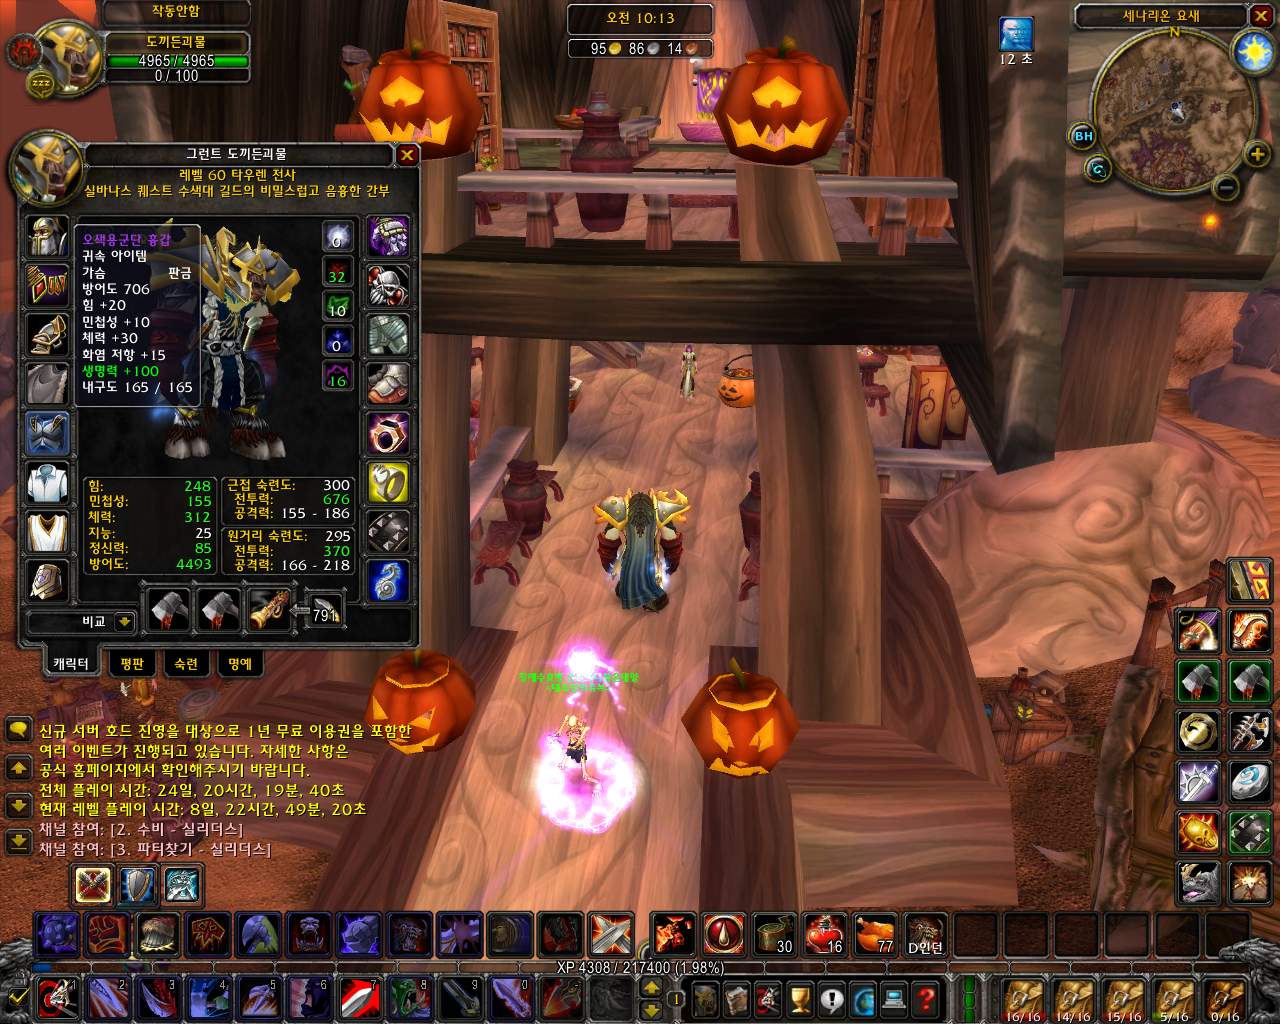 작동안함
도끼든괴물
4965 / 4965
0 / 100
zzz
오전 10:13
95 86 14
12 초
세나리온 요새
N
BH
그런트 도끼든괴물
레벨 60 타우렌 전사
실바나스 퀘스트 수색대 길드의 비밀스럽고 음흉한 간부
오색용군단 흉갑
귀속 아이템
가슴 판금
방어도 706
힘 +20
민첩성 +10
체력 +30
화염 저항 +15
생명력 +100
내구도 165 / 165
0
32
10
0
16
힘: 248
민첩성: 155
체력: 312
지능: 25
정신력: 85
방어도: 4493
근접 숙련도: 300
전투력: 676
공격력: 155 - 186
원거리 숙련도: 295
전투력: 370
공격력: 166 - 218
비교
791
캐릭터 평판 숙련 명예
신규 서버 호드 진영을 대상으로 1년 무료 이용권을 포함한
여러 이벤트가 진행되고 있습니다. 자세한 사항은
공식 홈페이지에서 확인해주시기 바랍니다.
전체 플레이 시간: 24일, 20시간, 19분, 40초
현재 레벨 플레이 시간: 8일, 22시간, 49분, 20초
채널 참여: [2. 수비 - 실리더스]
채널 참여: [3. 파티찾기 - 실리더스]
30 16 77 D인던
XP 4308 / 217400 (1.98%)
1 2 3 4 5 -6 7 8 9 0 -
1
16/16 14/16 15/16 5/16 0/16